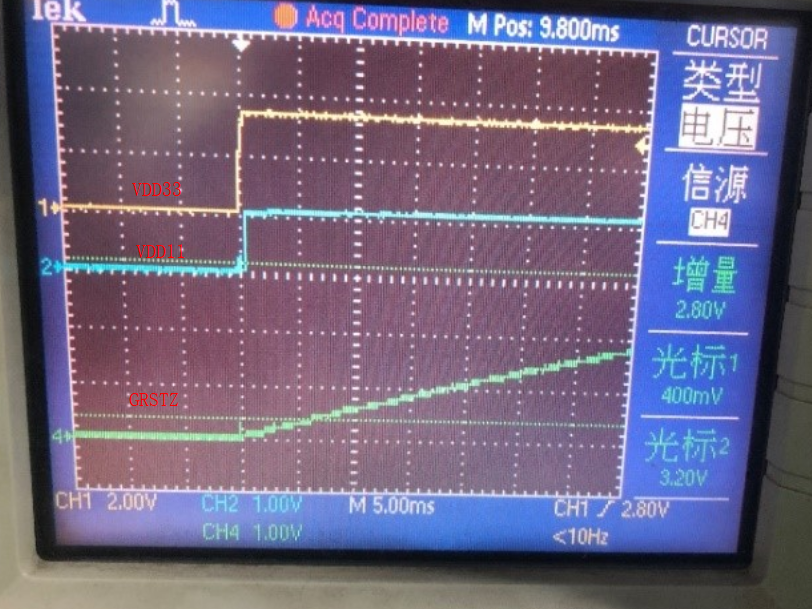 Tek Acq Complete M Pos: 9.800ms CURSOR
类型
电压
信源
CH4
增量
2.80V
光标1
400mV
光标2
3.20V
VDD33
1
VDD11
2
GRSTZ
4
CH1 2.00V CH2 1.00V M 5.00ms CH1 2.80V
CH4 1.00V <10Hz